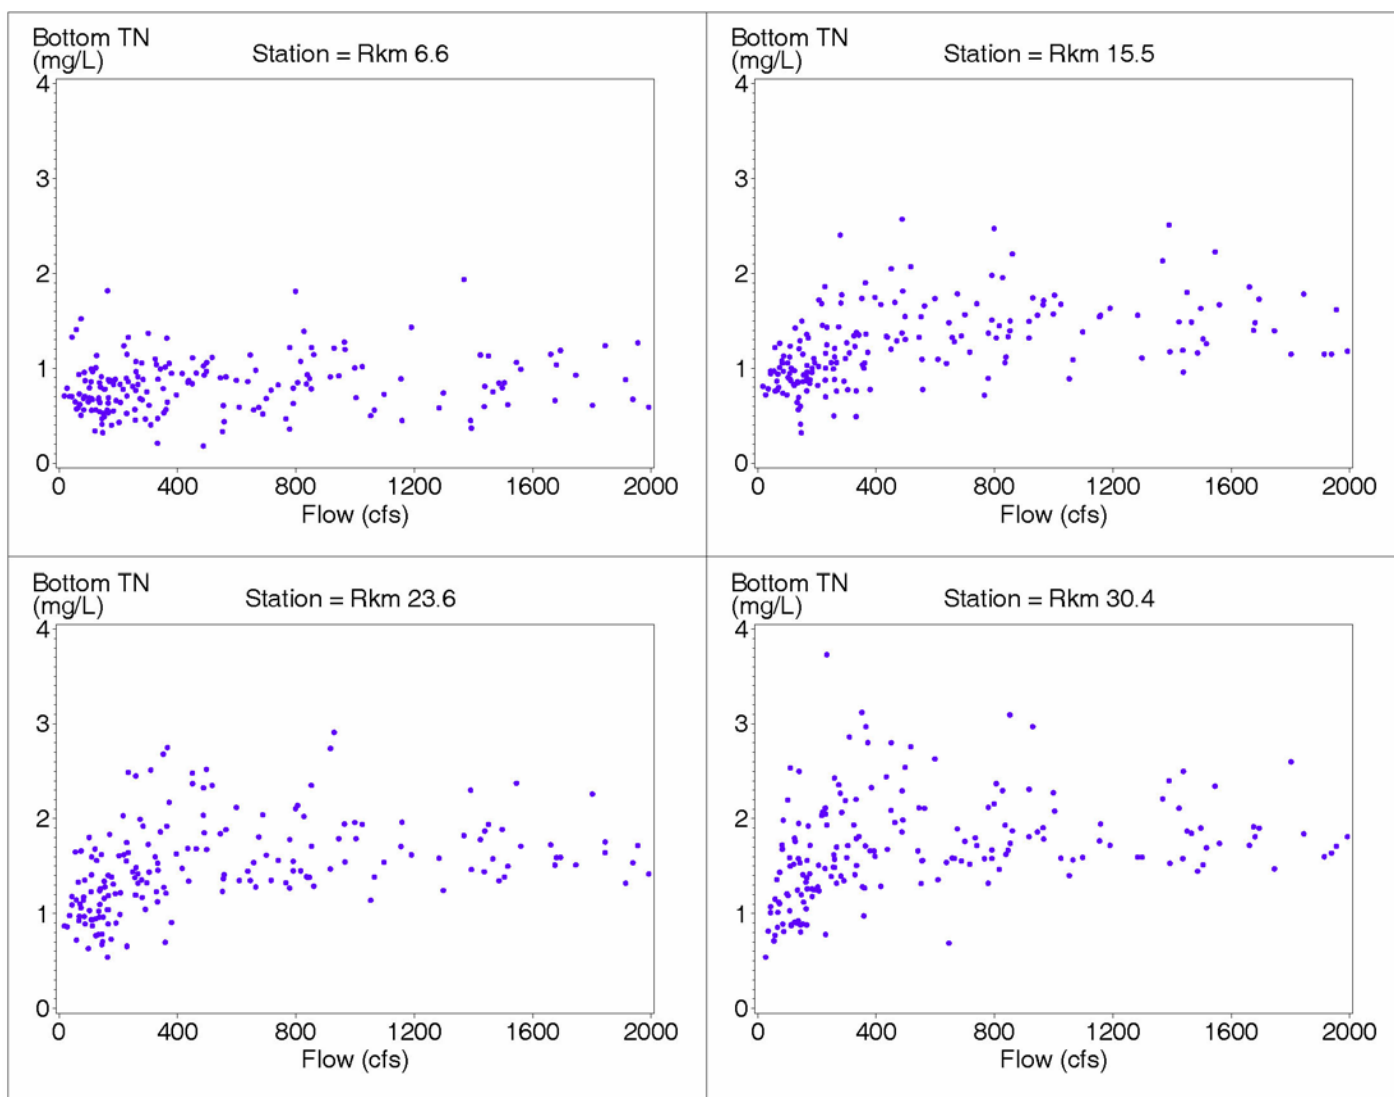 Bottom TN
(mg/L)
Station = Rkm 6.6
4
3
2
1
0
0 400 800 1200 1600 2000
Flow (cfs)
Bottom TN
(mg/L)
Station = Rkm 15.5
4
3
2
1
0
0 400 800 1200 1600 2000
Flow (cfs)
Bottom TN
(mg/L)
Station = Rkm 23.6
4
3
2
1
0
0 400 800 1200 1600 2000
Flow (cfs)
Bottom TN
(mg/L)
Station = Rkm 30.4
4
3
2
1
0
0 400 800 1200 1600 2000
Flow (cfs)